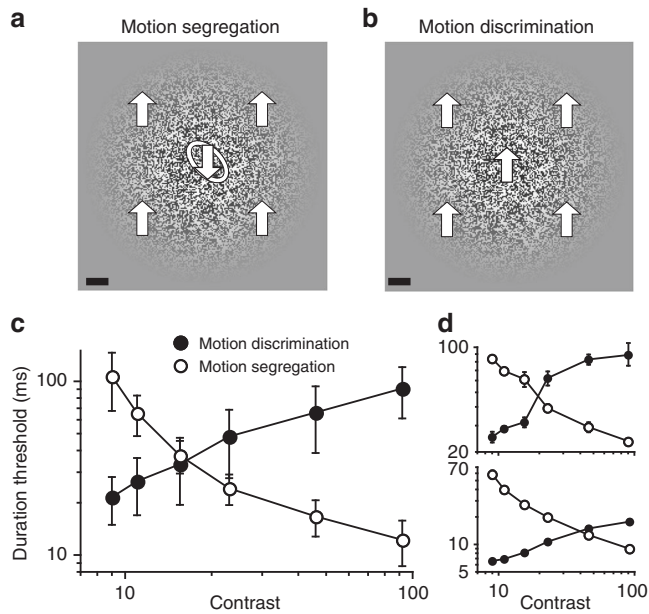 a
Motion segregation
b
Motion discrimination
c
Motion discrimination
Motion segregation
Duration threshold (ms)
100
10
10
100
Contrast
d
100
20
70
10
5
10
100
Contrast